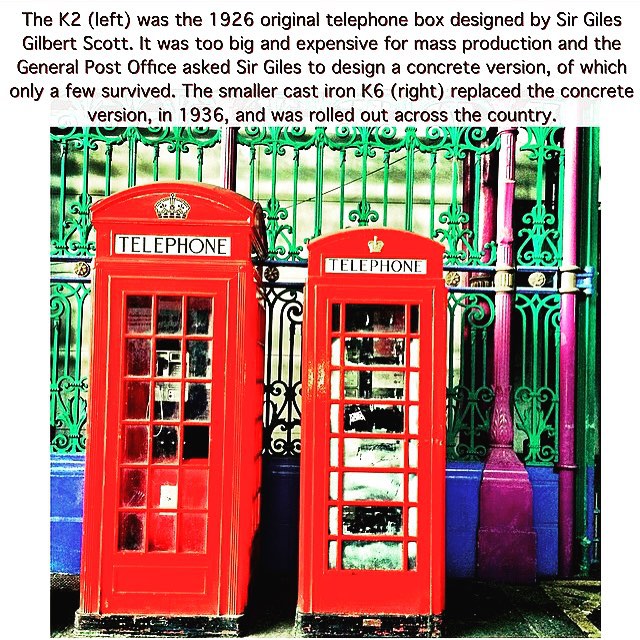 The K2 (left) was the 1926 original telephone box designed by Sir Giles
Gilbert Scott. It was too big and expensive for mass production and the
General Post Office asked Sir Giles to design a concrete version, of which
only a few survived. The smaller cast iron K6 (right) replaced the concrete
version, in 1936, and was rolled out across the country.
TELEPHONE
TELEPHONE